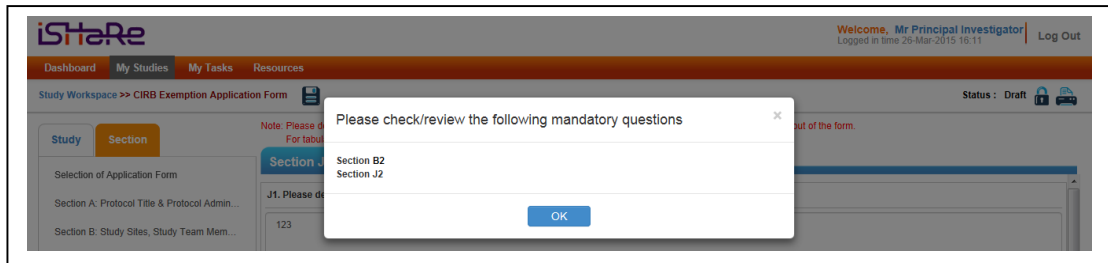 iSHaRe
Welcome, Mr Principal Investigator
Logged in time 26-Mar-2015 16:11
Log Out
Dashboard My Studies My Tasks Resources
Study Workspace >> CIRB Exemption Application Form
Status : Draft
Note: Please d
out of the form.
For tabul
Study Section
Section J
Selection of Application Form
J1. Please de
Section A: Protocol Title & Protocol Admin...
123
Section B: Study Sites, Study Team Mem...
Please check/review the following mandatory questions ×
Section B2
Section J2
OK